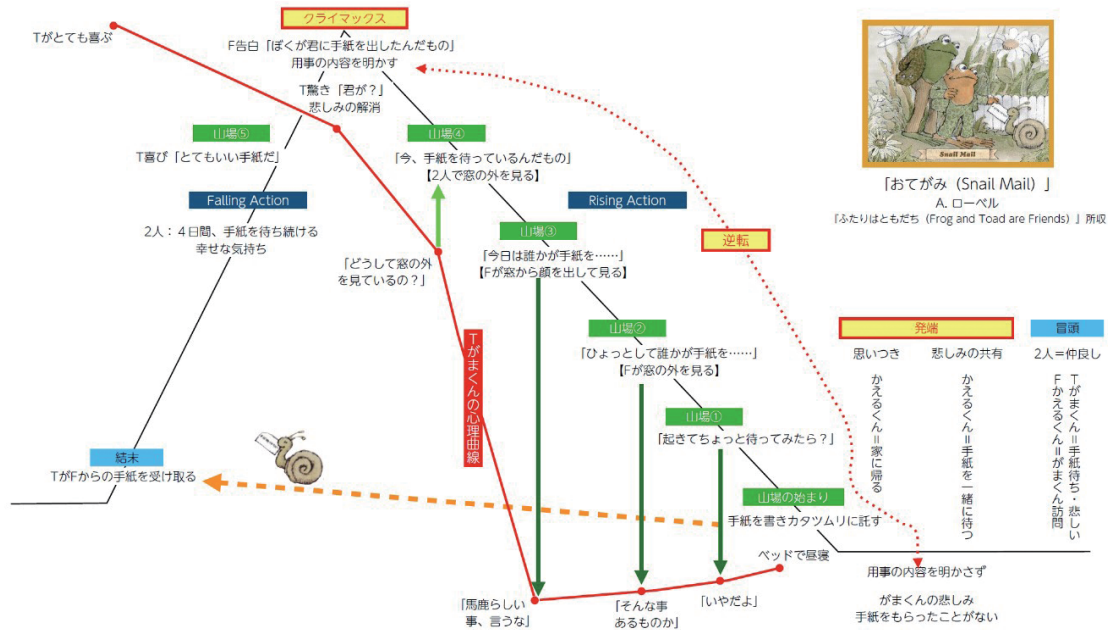 クライマックス
Tがとても喜ぶ
F告白「ぼくが君に手紙を出したんだもの」
用事の内容を明かす
T驚き「君が？」
悲しみの解消
山場⑤
T喜び「とてもいい手紙だ」
Falling Action
2人：４日間、手紙を待ち続ける
幸せな気持ち
山場④
「今、手紙を待っているんだもの」
【2人で窓の外を見る】
Rising Action
山場③
「今日は誰かが手紙を……」
【Fが窓から顔を出して見る】
「どうして窓の外
を見ているの？」
逆転
山場②
「ひょっとして誰かが手紙を……」
【Fが窓の外を見る】
Tがまくんの心理曲線
山場①
「起きてちょっと待ってみたら？」
結末
TがFからの手紙を受け取る
山場の始まり
手紙を書きカタツムリに託す
ベッドで昼寝
「馬鹿らしい
事、言うな」
「そんな事
あるものか」
「いやだよ」
Snail Mail
「おてがみ（Snail Mail）」
A. ローベル
『ふたりはともだち（Frog and Toad are Friends）』所収
冒頭
2人＝仲良し
Tがまくん＝手紙待ち・悲しい
Fかえるくん＝がまくん訪問
発端
悲しみの共有
かえるくん＝手紙を一緒に待つ
思いつき
かえるくん＝家に帰る
用事の内容を明かさず
がまくんの悲しみ
手紙をもらったことがない